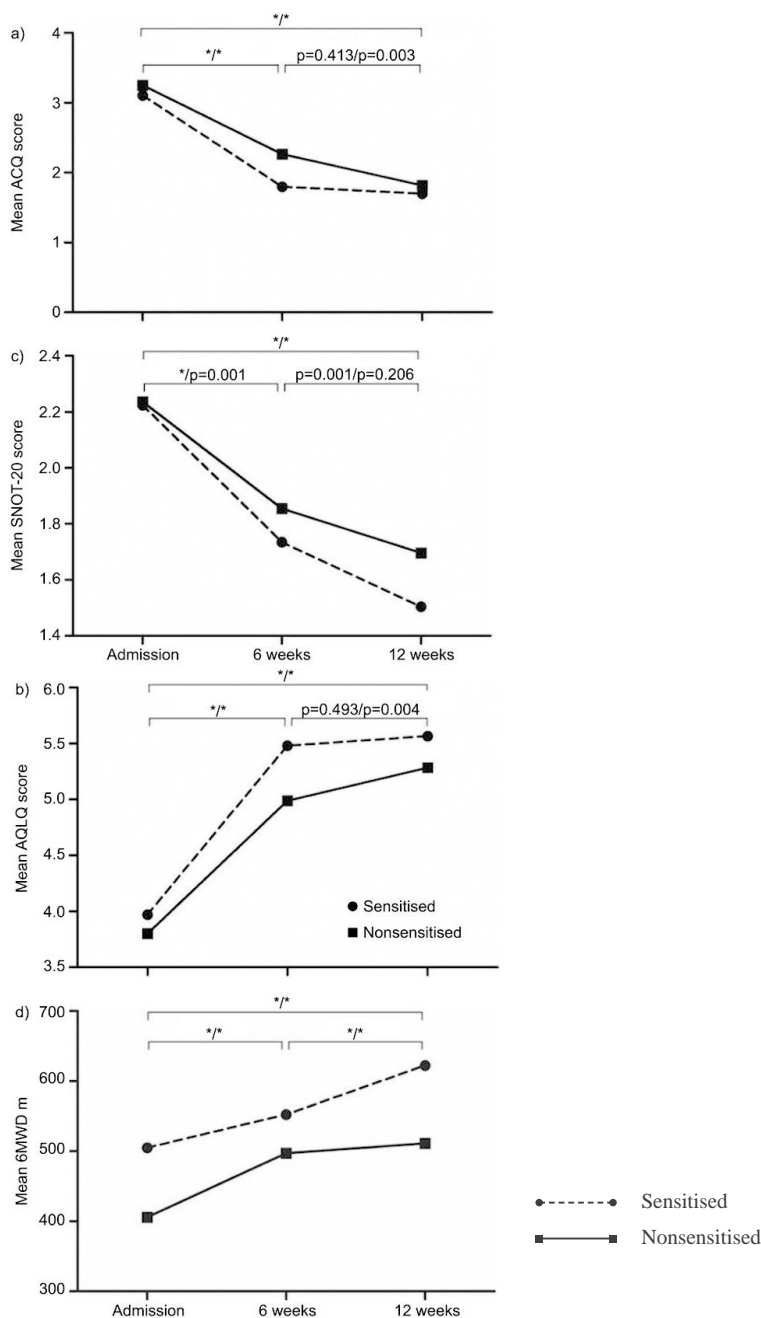 a)
*/*
*/*
p=0.413/p=0.003
4
3
2
1
0
Mean ACQ score
c)
*/*
*/p=0.001
p=0.001/p=0.206
2.4
2.2
2.0
1.8
1.6
1.4
Mean SNOT-20 score
Admission
6 weeks
12 weeks
b)
*/*
*/*
p=0.493/p=0.004
6.0
5.5
5.0
4.5
4.0
3.5
Mean AQLQ score
Sensitised
Nonsensitised
d)
*/*
*/*
*/*
700
600
500
400
300
Mean 6MWD m
Admission
6 weeks
12 weeks
Sensitised
Nonsensitised